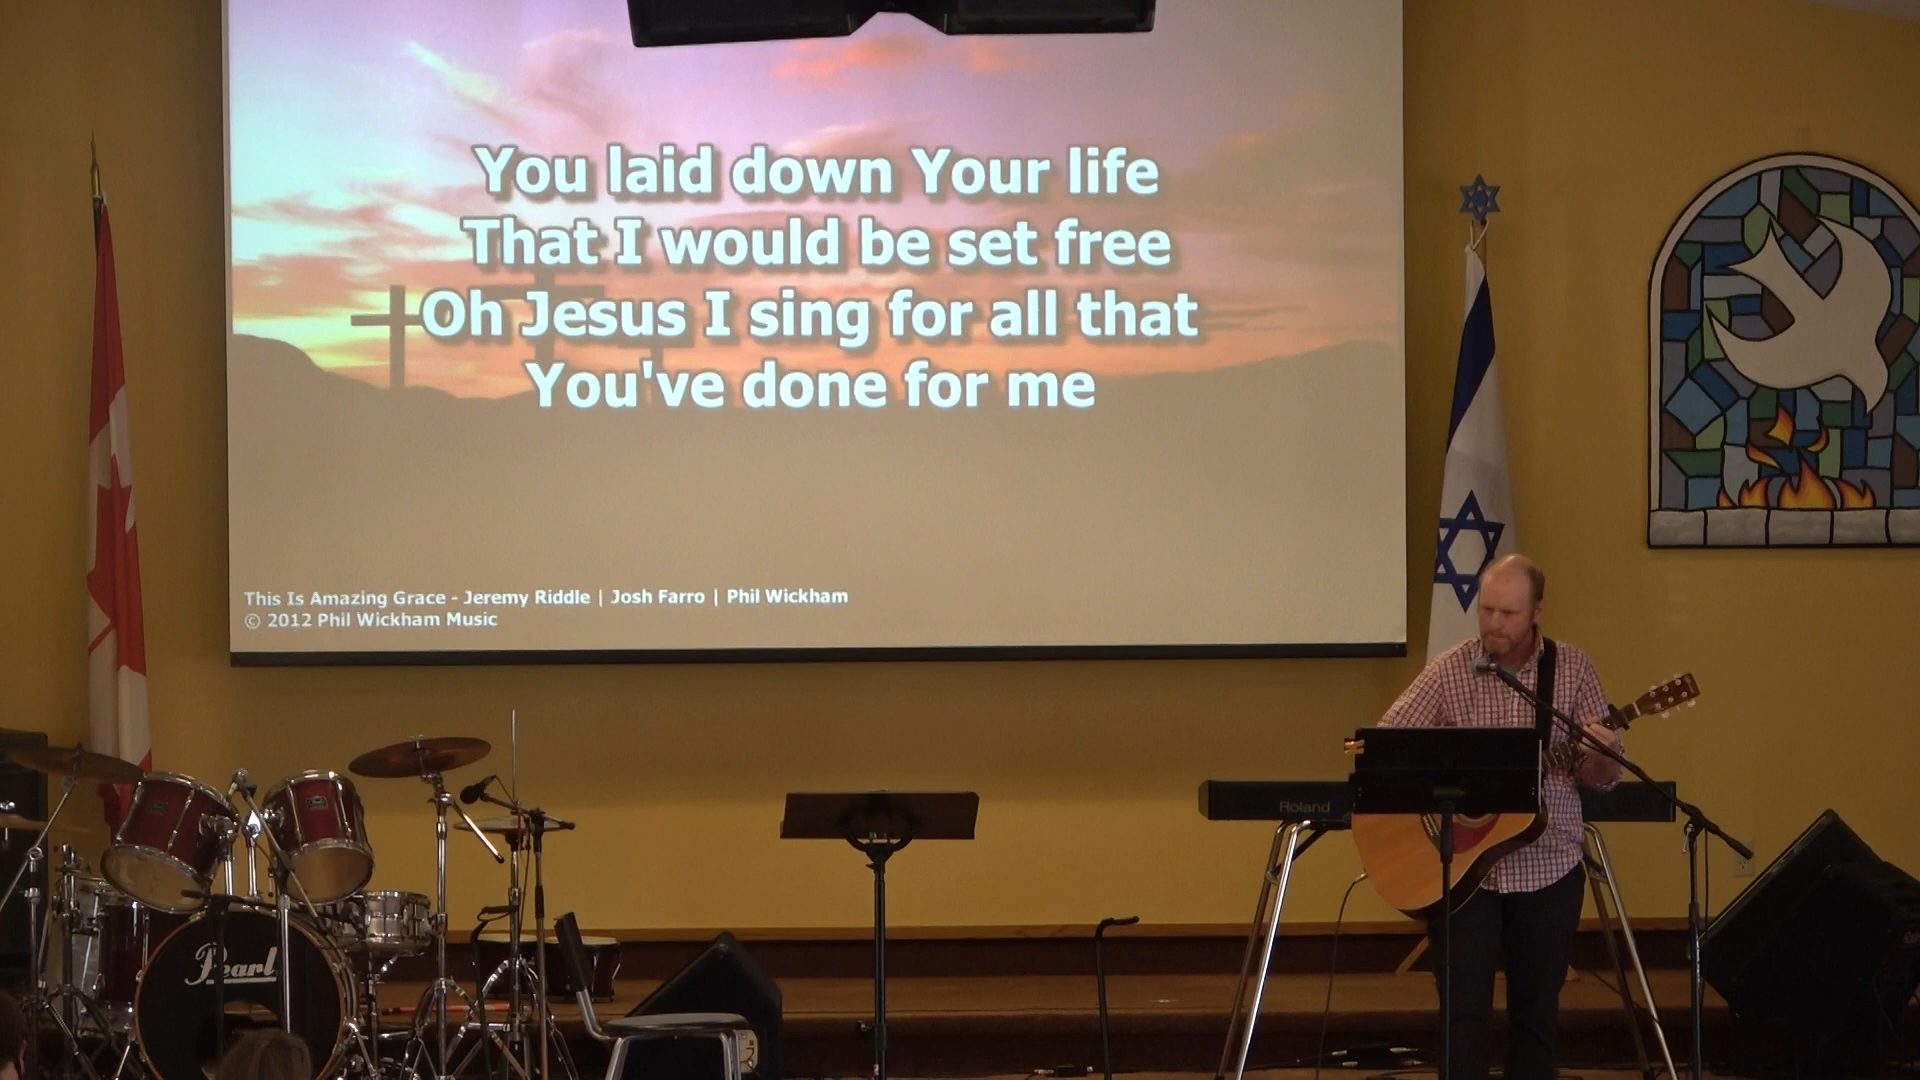 You laid down Your life
That I would be set free
Oh Jesus I sing for all that
You've done for me
This Is Amazing Grace - Jeremy Riddle | Josh Farro | Phil Wickham
© 2012 Phil Wickham Music
Roland
Pearl